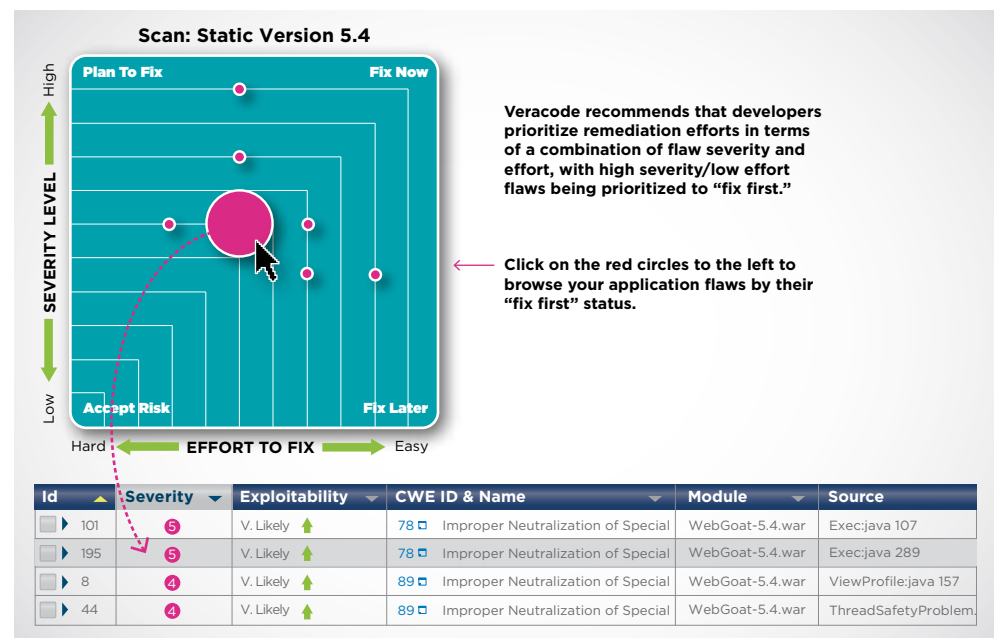 Scan: Static Version 5.4
Plan To Fix
Fix Now
High
SEVERITY LEVEL
Low
Accept Risk
Fix Later
Hard
EFFORT TO FIX
Easy
Veracode recommends that developers
prioritize remediation efforts in terms
of a combination of flaw severity and
effort, with high severity/low effort
flaws being prioritized to “fix first.”
Click on the red circles to the left to
browse your application flaws by their
“fix first” status.
Id Severity Exploitability CWE ID & Name Module Source
101 5 V. Likely 78 Improper Neutralization of Special WebGoat-5.4.war Exec:java 107
195 5 V. Likely 78 Improper Neutralization of Special WebGoat-5.4.war Exec:java 289
8 4 V. Likely 89 Improper Neutralization of Special WebGoat-5.4.war ViewProfile:java 157
44 4 V. Likely 89 Improper Neutralization of Special WebGoat-5.4.war ThreadSafetyProblem.